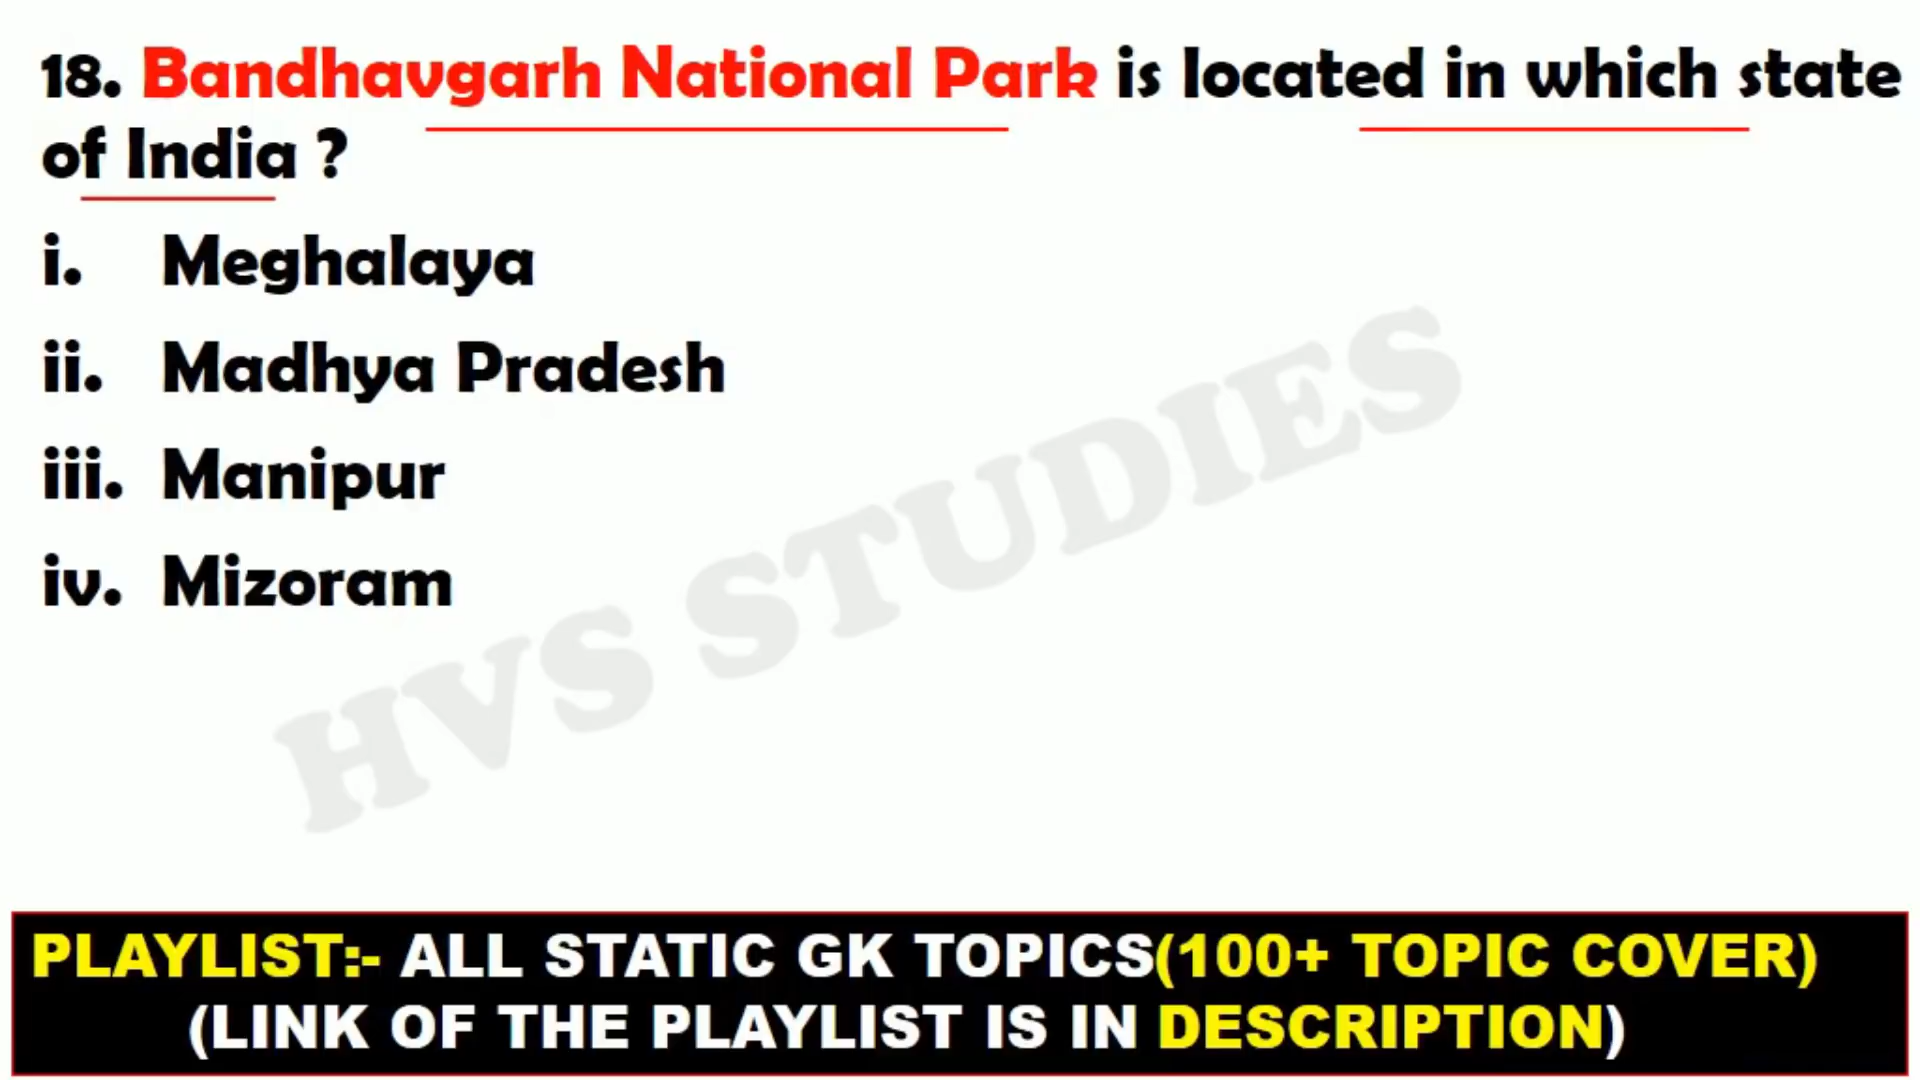 18. Bandhavgarh National Park is located in which state
of India ?
i. Meghalaya
ii. Madhya Pradesh
iii. Manipur
iv. Mizoram
HVS STUDIES
PLAYLIST:- ALL STATIC GK TOPICS(100+ TOPIC COVER)
(LINK OF THE PLAYLIST IS IN DESCRIPTION)